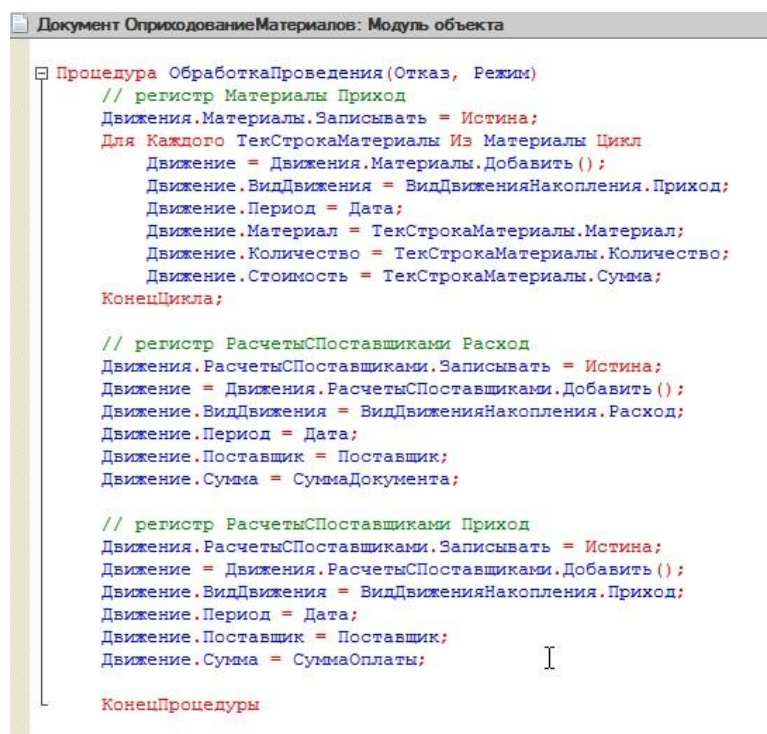 Документ ОприходованиеМатериалов: Модуль объекта
Процедура ОбработкаПроведения(Отказ, Режим)
// регистр Материалы Приход
Движения.Материалы.Записывать = Истина;
Для Каждого ТекСтрокаМатериалы Из Материалы Цикл
Движение = Движения.Материалы.Добавить();
Движение.ВидДвижения = ВидДвиженияНакопления.Приход;
Движение.Период = Дата;
Движение.Материал = ТекСтрокаМатериалы.Материал;
Движение.Количество = ТекСтрокаМатериалы.Количество;
Движение.Стоимость = ТекСтрокаМатериалы.Сумма;
КонецЦикла;
// регистр РасчетыСПоставщиками Расход
Движения.РасчетыСПоставщиками.Записывать = Истина;
Движение = Движения.РасчетыСПоставщиками.Добавить();
Движение.ВидДвижения = ВидДвиженияНакопления.Расход;
Движение.Период = Дата;
Движение.Поставщик = Поставщик;
Движение.Сумма = СуммаДокумента;
// регистр РасчетыСПоставщиками Приход
Движения.РасчетыСПоставщиками.Записывать = Истина;
Движение = Движения.РасчетыСПоставщиками.Добавить();
Движение.ВидДвижения = ВидДвиженияНакопления.Приход;
Движение.Период = Дата;
Движение.Поставщик = Поставщик;
Движение.Сумма = СуммаОплаты;
КонецПроцедуры